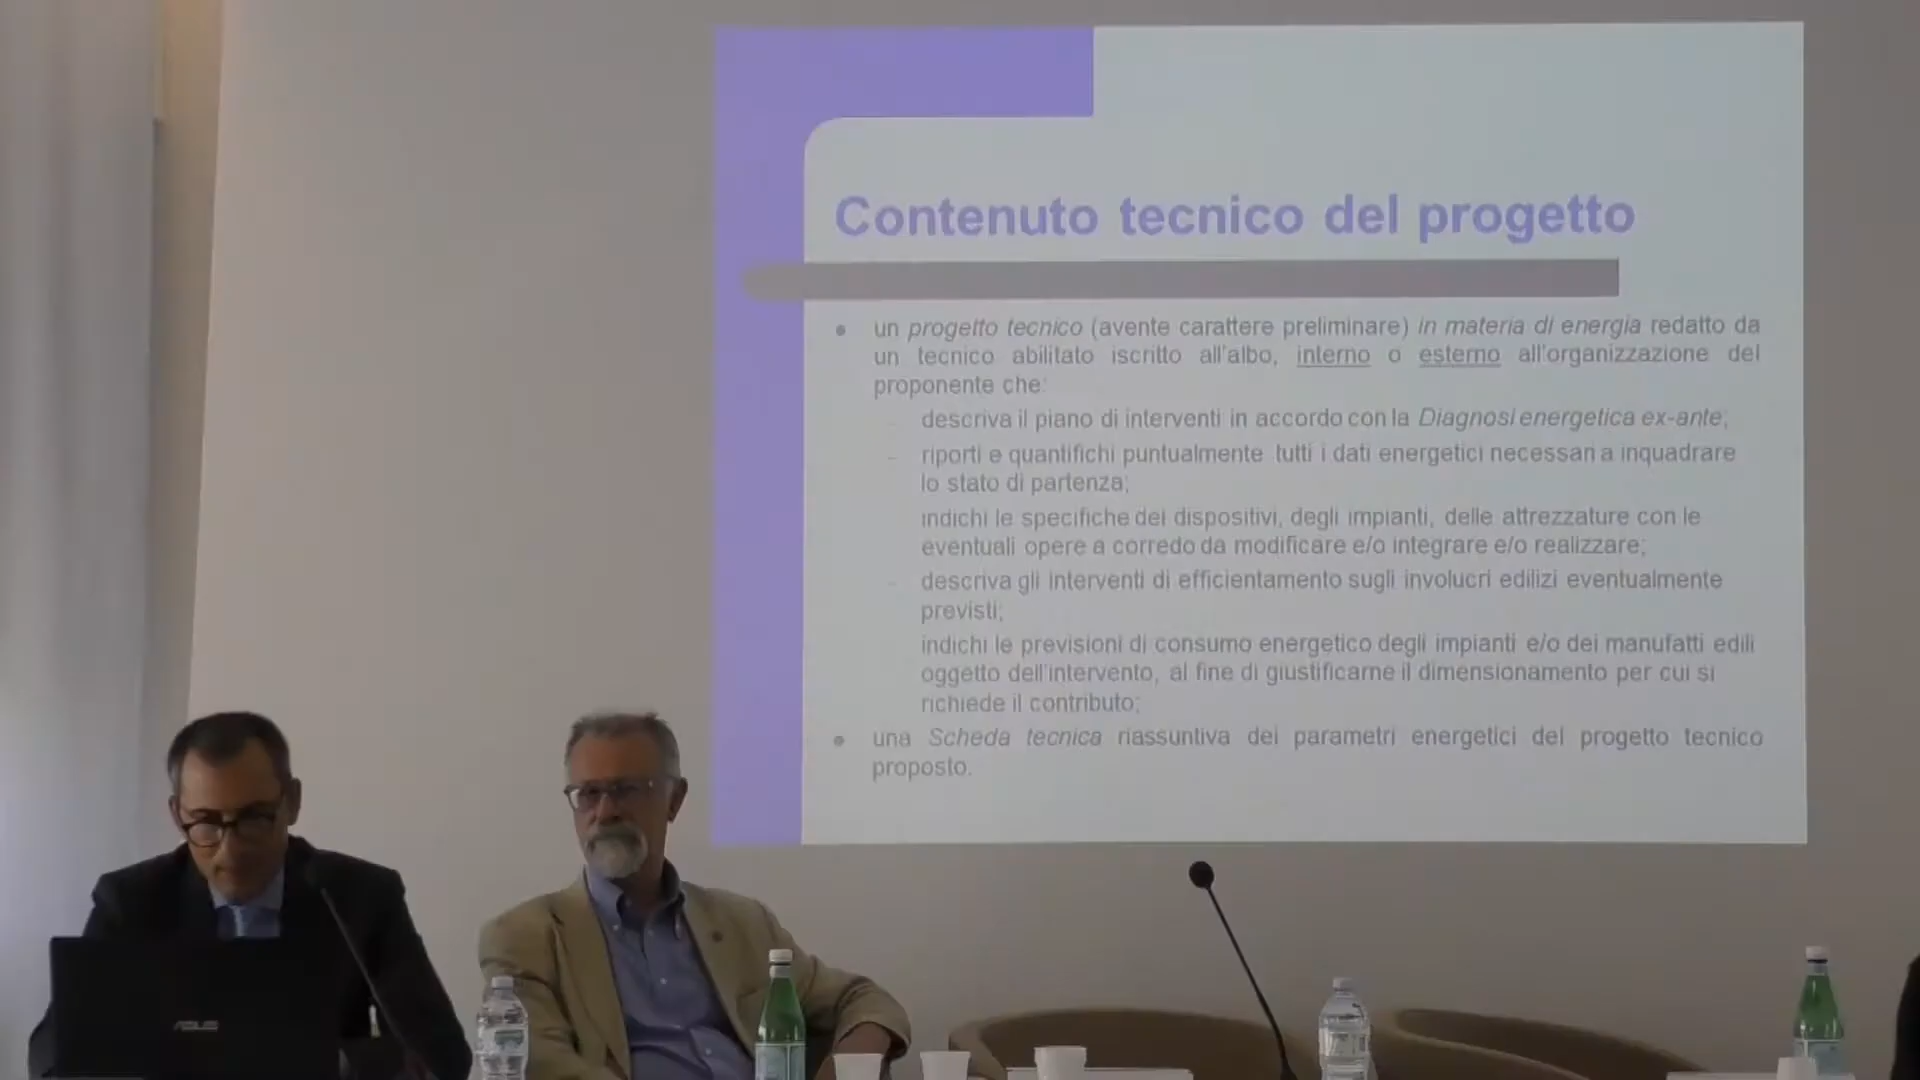 Contenuto tecnico del progetto
un progetto tecnico (avente carattere preliminare) in materia di energia redatto da
un tecnico abilitato iscritto all'albo, interno o esterno all'organizzazione del
proponente che:
descriva il piano di interventi in accordo con la Diagnosi energetica ex-ante;
riporti e quantifichi puntualmente tutti i dati energetici necessari a inquadrare
lo stato di partenza;
indichi le specifiche dei dispositivi, degli impianti, delle attrezzature con le
eventuali opere a corredo da modificare e/o integrare e/o realizzare;
descriva gli interventi di efficientamento sugli involucri edilizi eventualmente
previsti;
indichi le previsioni di consumo energetico degli impianti e/o dei manufatti edili
oggetto dell'intervento, al fine di giustificarne il dimensionamento per cui si
richiede il contributo;
una Scheda tecnica riassuntiva dei parametri energetici del progetto tecnico
proposto.
ASUS